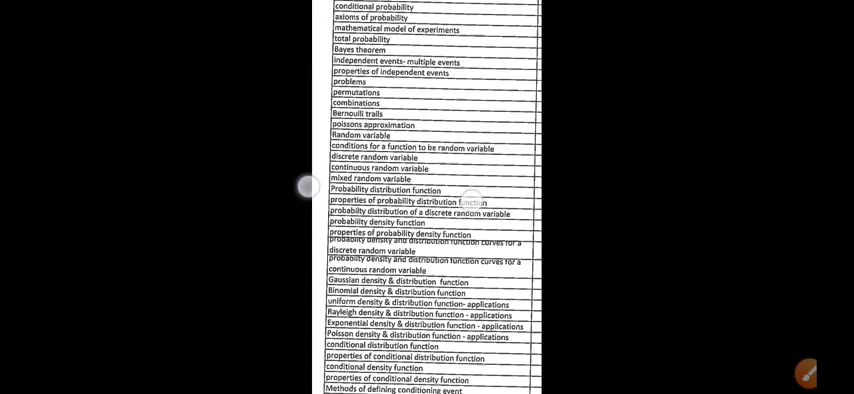 conditional probability
axioms of probability
mathematical model of experiments
total probability
Bayes theorem
independent events- multiple events
properties of independent events
problems
permutations
combinations
Bernoulli trails
poissons approximation
Random variable
conditions for a function to be random variable
discrete random variable
continuous random variable
mixed random variable
Probability distribution function
properties of probability distribution function
probabilty distribution of a discrete random variable
probability density function
properties of probability density function
probability density and distribution function curves for a
discrete random variable
probability density and distribution function curves for a
continuous random variable
Gaussian density & distribution function
Binomial density & distribution function
uniform density & distribution function- applications
Rayleigh density & distribution function - applications
Exponential density & distribution function - applications
Poisson density & distribution function - applications
conditional distribution function
properties of conditional distribution function
conditional density function
properties of conditional density function
Methods of defining conditioning event